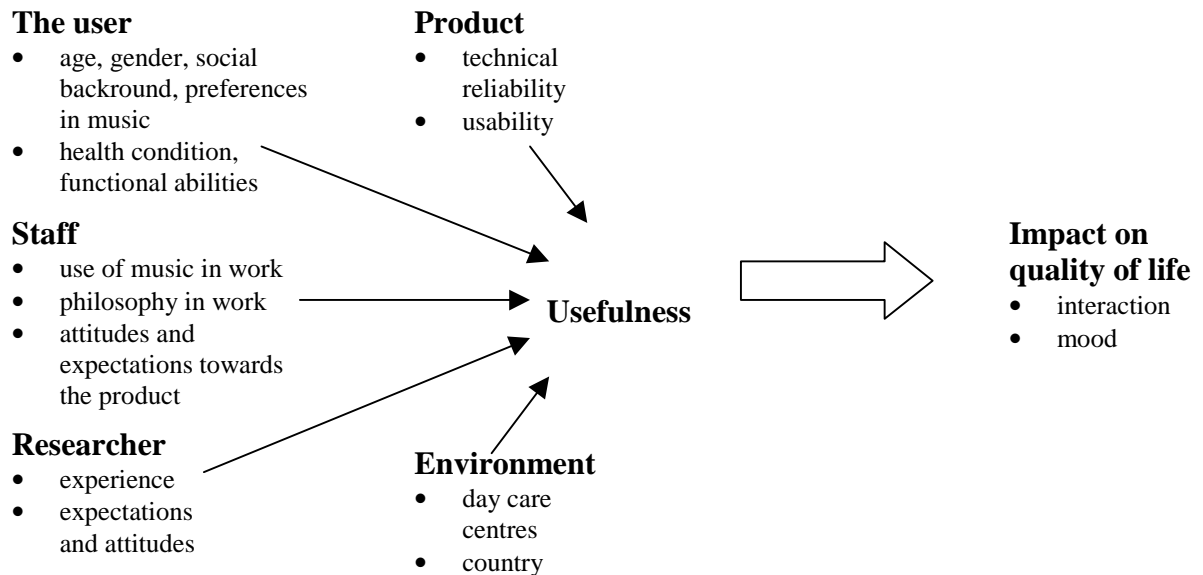 The user
• age, gender, social
backround, preferences
in music
• health condition,
functional abilities
Staff
• use of music in work
• philosophy in work
• attitudes and
expectations towards
the product
Researcher
• experience
• expectations
and attitudes
Product
• technical
reliability
• usability
Usefulness
Environment
• day care
centres
• country
Impact on
quality of life
• interaction
• mood